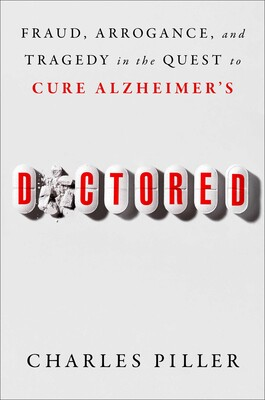 FRAUD, ARROGANCE, and
TRAGEDY in the QUEST to
CURE ALZHEIMER'S
DOCTORED
CHARLES PILLER